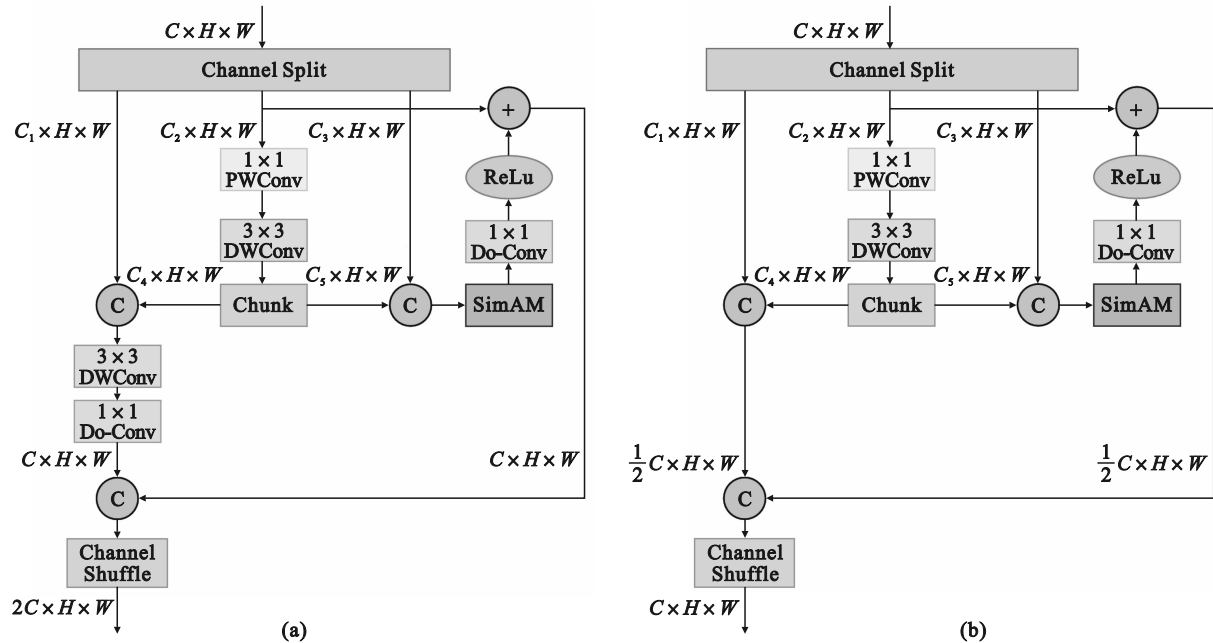 C × H × W
Channel Split
+
C₁ × H × W
C₂ × H × W
C₃ × H × W
1 × 1
PWConv
ReLu
3 × 3
DWConv
1 × 1
Do-Conv
C₄ × H × W
C₅ × H × W
C
Chunk
C
SimAM
3 × 3
DWConv
1 × 1
Do-Conv
C × H × W
C × H × W
C
Channel
Shuffle
2C × H × W
(a)
C × H × W
Channel Split
+
C₁ × H × W
C₂ × H × W
C₃ × H × W
1 × 1
PWConv
ReLu
3 × 3
DWConv
1 × 1
Do-Conv
C₄ × H × W
C₅ × H × W
C
Chunk
C
SimAM
1/2 C × H × W
1/2 C × H × W
C
Channel
Shuffle
C × H × W
(b)